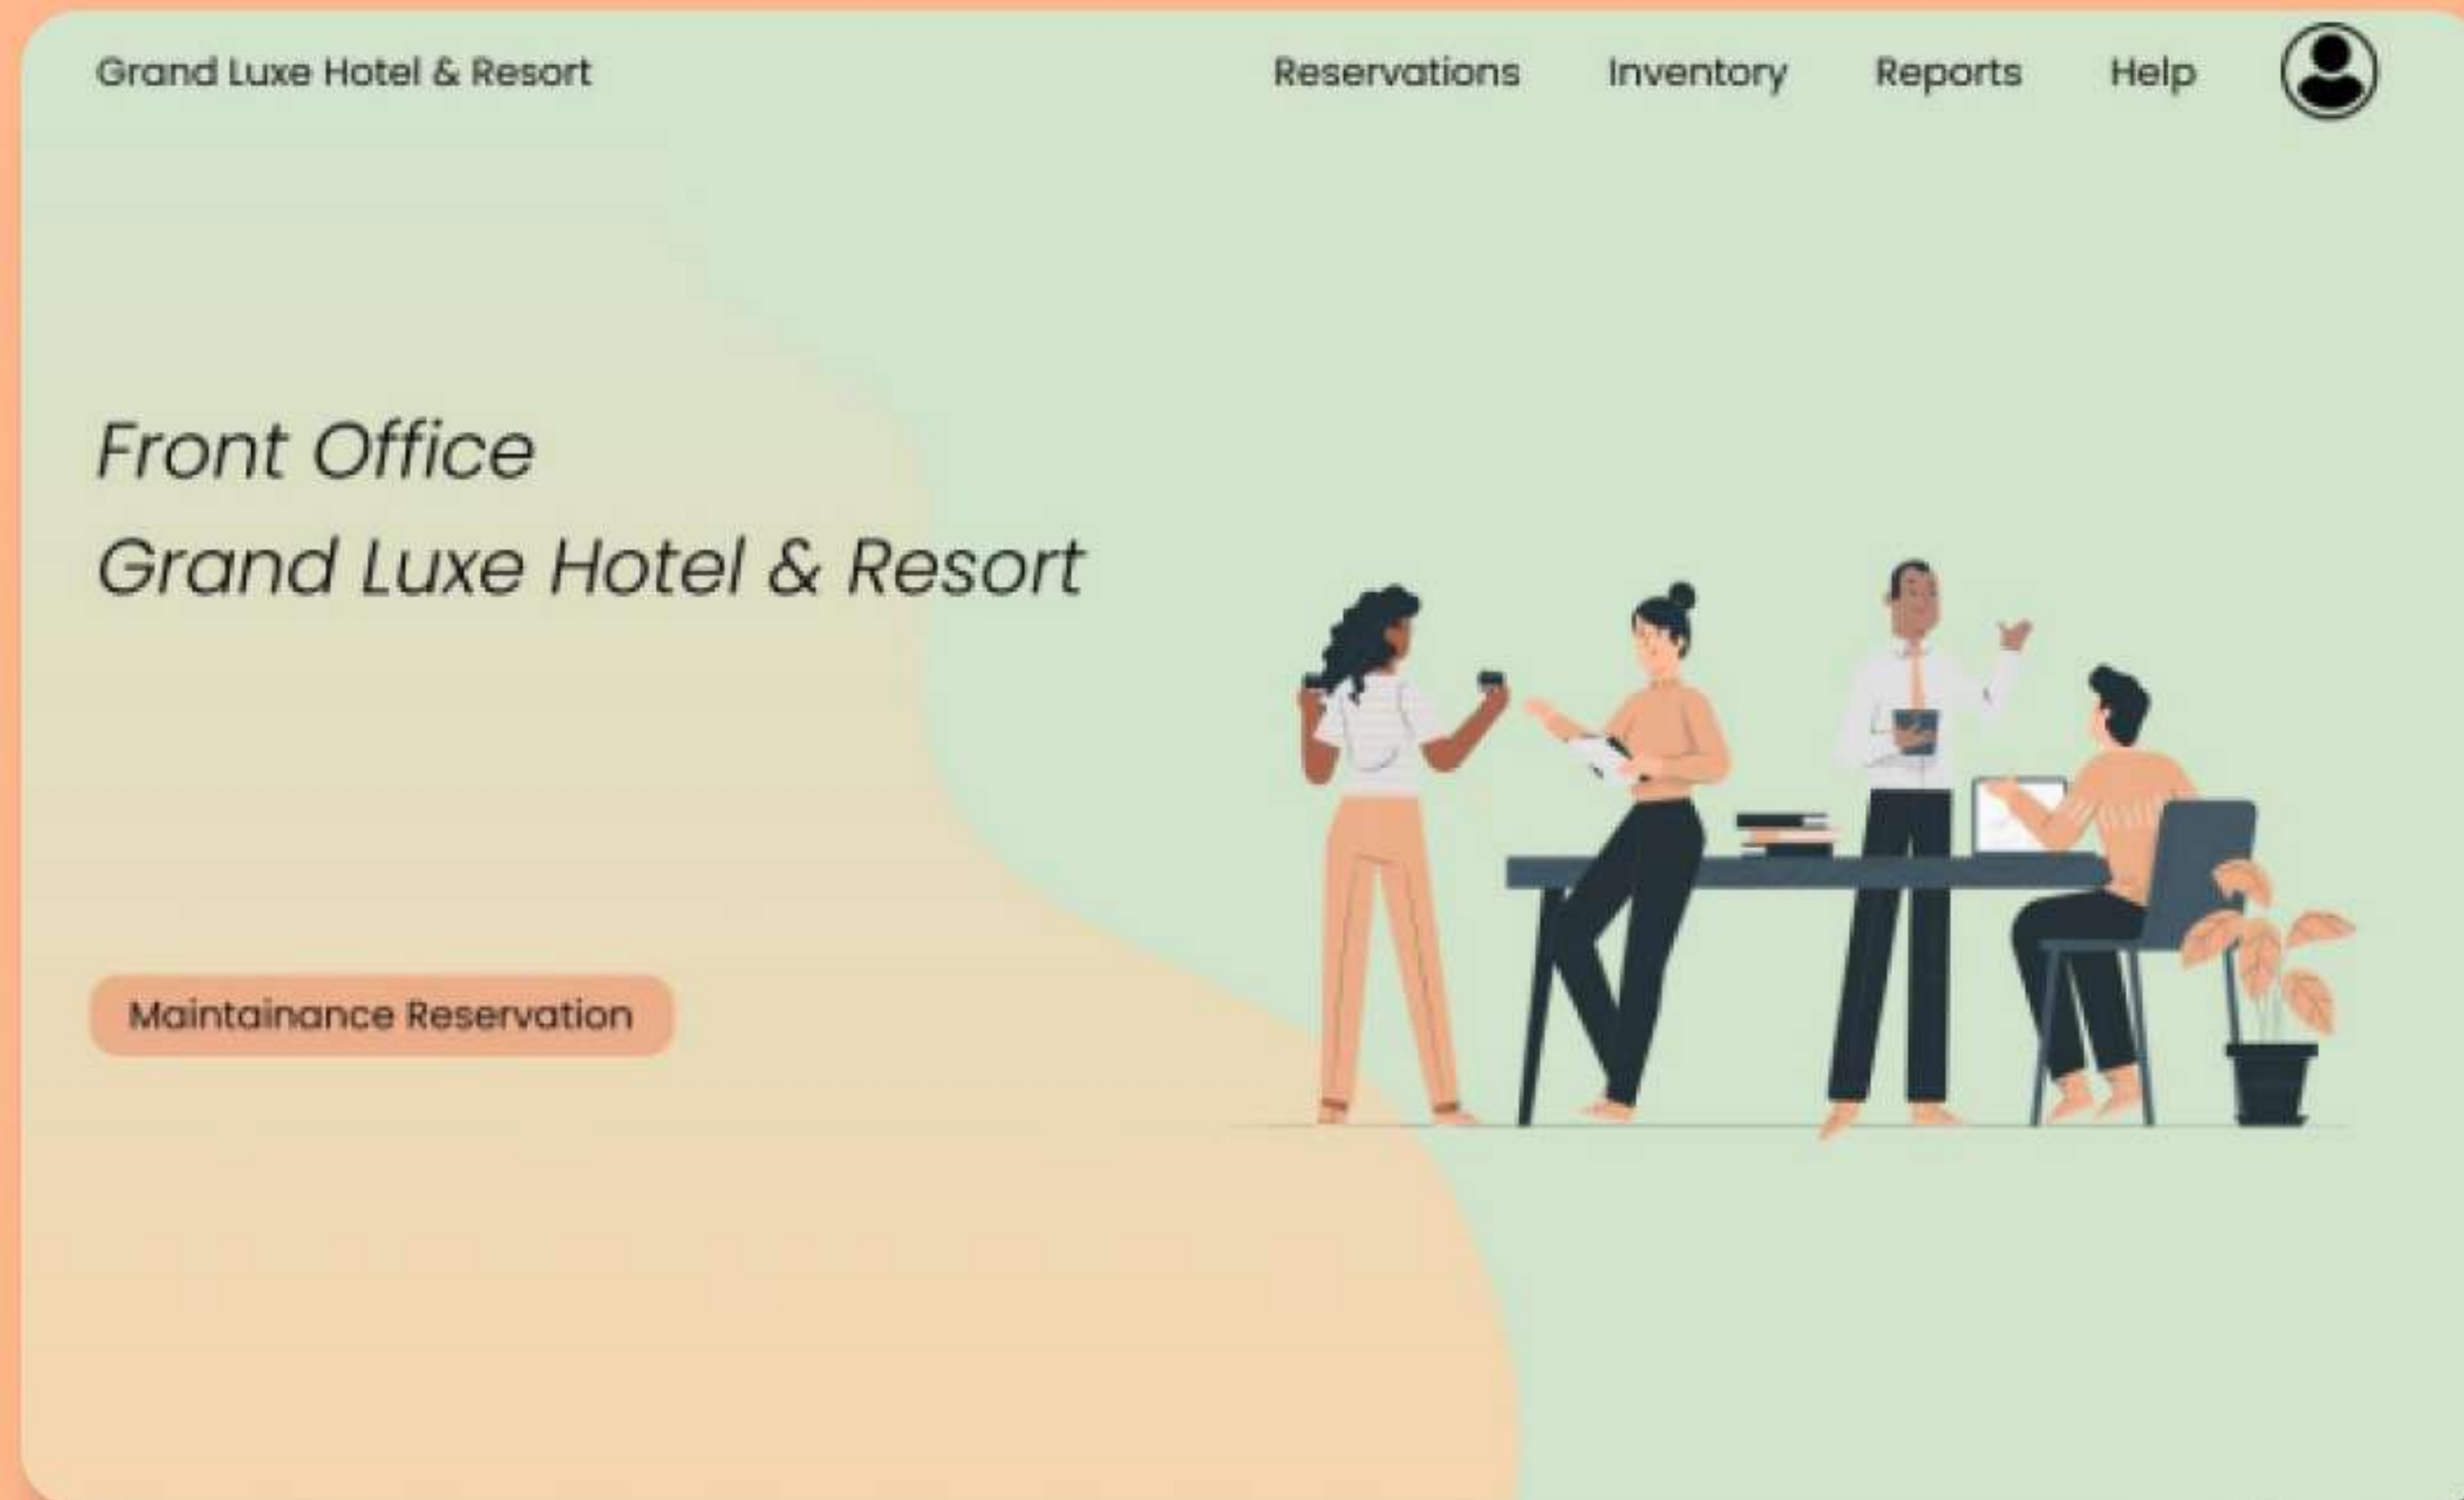 Grand Luxe Hotel & Resort
Reservations Inventory Reports Help
Front Office
Grand Luxe Hotel & Resort
Maintainance Reservation